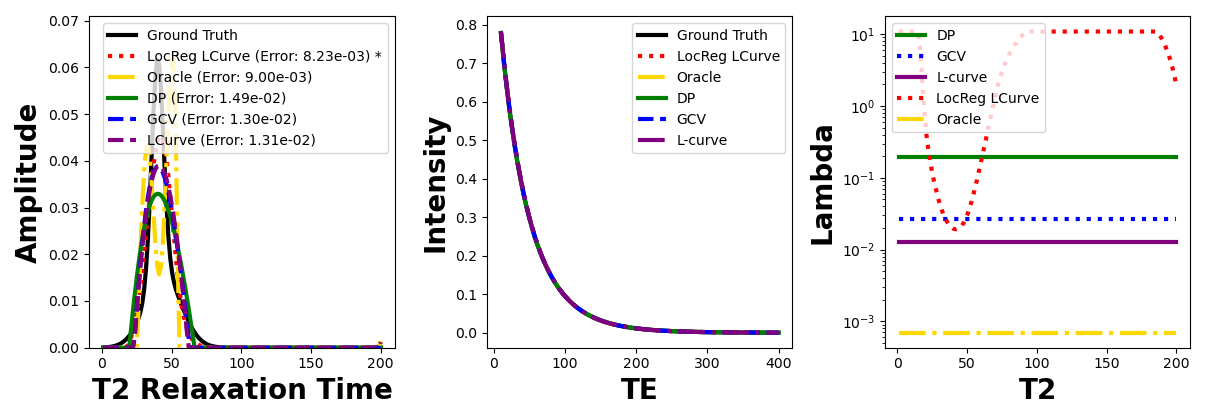 0.07
0.06
0.05
0.04
0.03
0.02
0.01
0.00
Amplitude
Ground Truth
LocReg LCurve (Error: 8.23e-03) *
Oracle (Error: 9.00e-03)
DP (Error: 1.49e-02)
GCV (Error: 1.30e-02)
LCurve (Error: 1.31e-02)
0 50 100 150 200
T2 Relaxation Time
0.8
0.7
0.6
0.5
0.4
0.3
0.2
0.1
0.0
Intensity
Ground Truth
LocReg LCurve
Oracle
DP
GCV
L-curve
0 100 200 300 400
TE
10¹
10⁰
10⁻¹
10⁻²
10⁻³
Lambda
DP
GCV
L-curve
LocReg LCurve
Oracle
0 50 100 150 200
T2